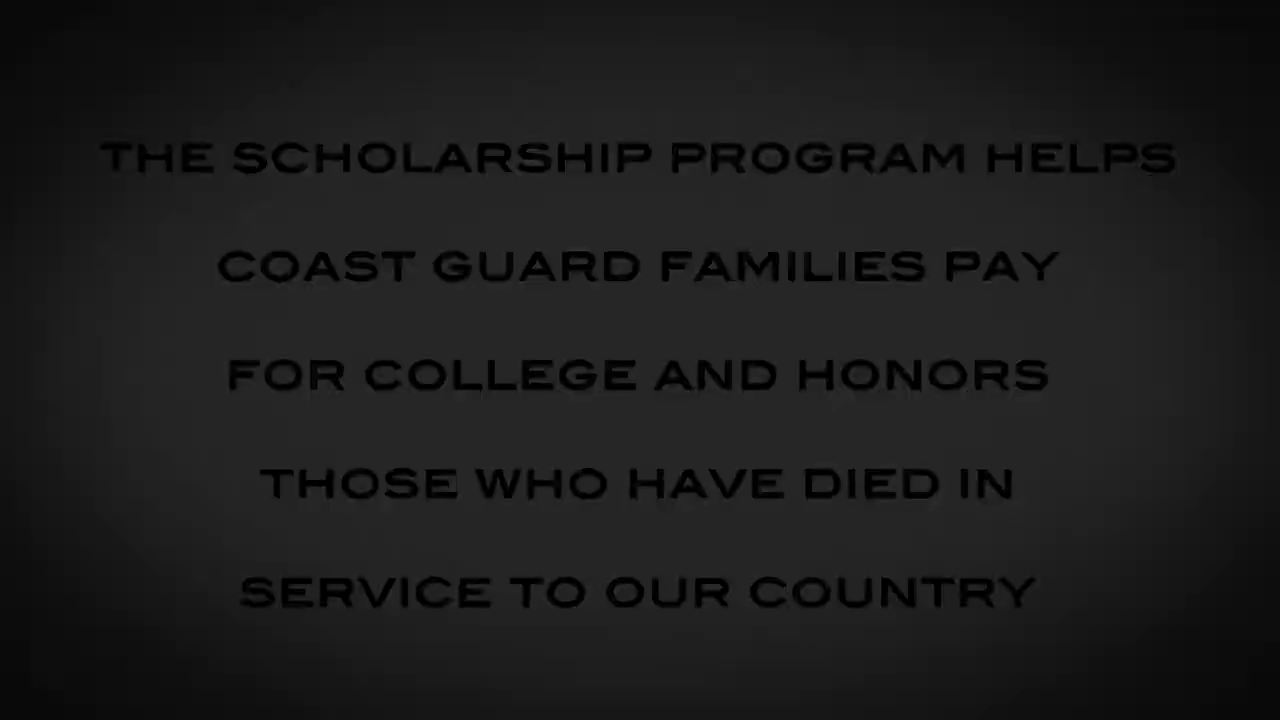 THE SCHOLARSHIP PROGRAM HELPS
COAST GUARD FAMILIES PAY
FOR COLLEGE AND HONORS
THOSE WHO HAVE DIED IN
SERVICE TO OUR COUNTRY